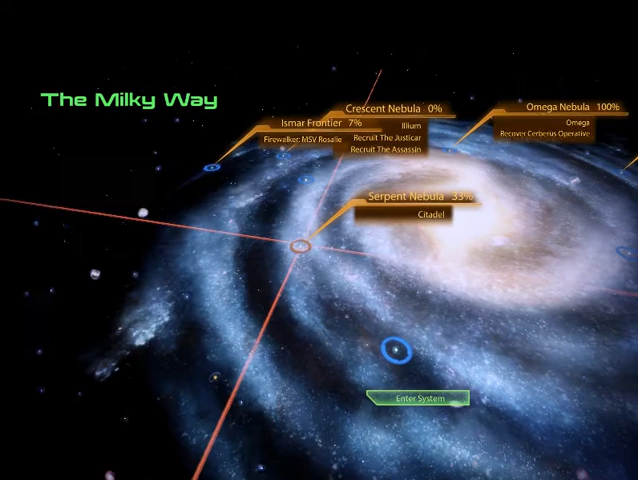 The Milky Way
Crescent Nebula 0%
Illium
Recruit The Justicar
Recruit The Assassin
Omega Nebula 100%
Omega
Recover Cerberus Operative
Ismar Frontier 7%
Firewalker: MSV Rosalie
Serpent Nebula 33%
Citadel
Enter System